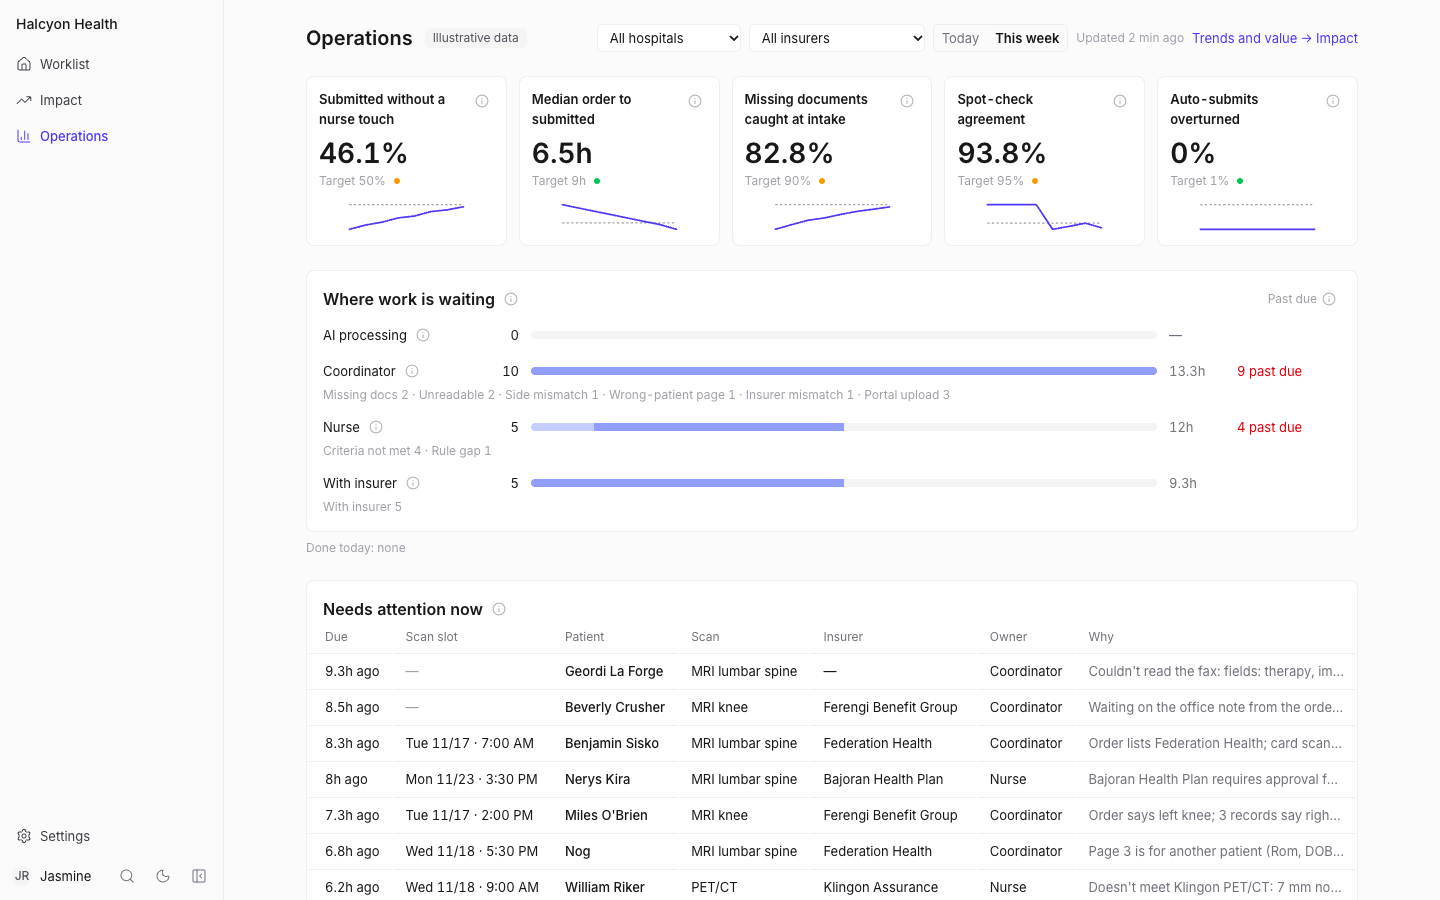 Halcyon Health
Worklist
Impact
Operations
Settings
JR Jasmine
Operations Illustrative data All hospitals All insurers Today This week Updated 2 min ago Trends and value → Impact
Submitted without a nurse touch
46.1%
Target 50%
Median order to submitted
6.5h
Target 9h
Missing documents caught at intake
82.8%
Target 90%
Spot-check agreement
93.8%
Target 95%
Auto-submits overturned
0%
Target 1%
Where work is waiting Past due
AI processing 0 —
Coordinator 10 13.3h 9 past due
Missing docs 2 · Unreadable 2 · Side mismatch 1 · Wrong-patient page 1 · Insurer mismatch 1 · Portal upload 3
Nurse 5 12h 4 past due
Criteria not met 4 · Rule gap 1
With insurer 5 9.3h
With insurer 5
Done today: none
Needs attention now
Due Scan slot Patient Scan Insurer Owner Why
9.3h ago — Geordi La Forge MRI lumbar spine — Coordinator Couldn't read the fax: fields: therapy, im...
8.5h ago — Beverly Crusher MRI knee Ferengi Benefit Group Coordinator Waiting on the office note from the orde...
8.3h ago Tue 11/17 · 7:00 AM Benjamin Sisko MRI lumbar spine Federation Health Coordinator Order lists Federation Health; card scan...
8h ago Mon 11/23 · 3:30 PM Nerys Kira MRI lumbar spine Bajoran Health Plan Nurse Bajoran Health Plan requires approval f...
7.3h ago Tue 11/17 · 2:00 PM Miles O'Brien MRI knee Ferengi Benefit Group Coordinator Order says left knee; 3 records say righ...
6.8h ago Wed 11/18 · 5:30 PM Nog MRI lumbar spine Federation Health Coordinator Page 3 is for another patient (Rom, DOB...
6.2h ago Wed 11/18 · 9:00 AM William Riker PET/CT Klingon Assurance Nurse Doesn't meet Klingon PET/CT: 7 mm no...